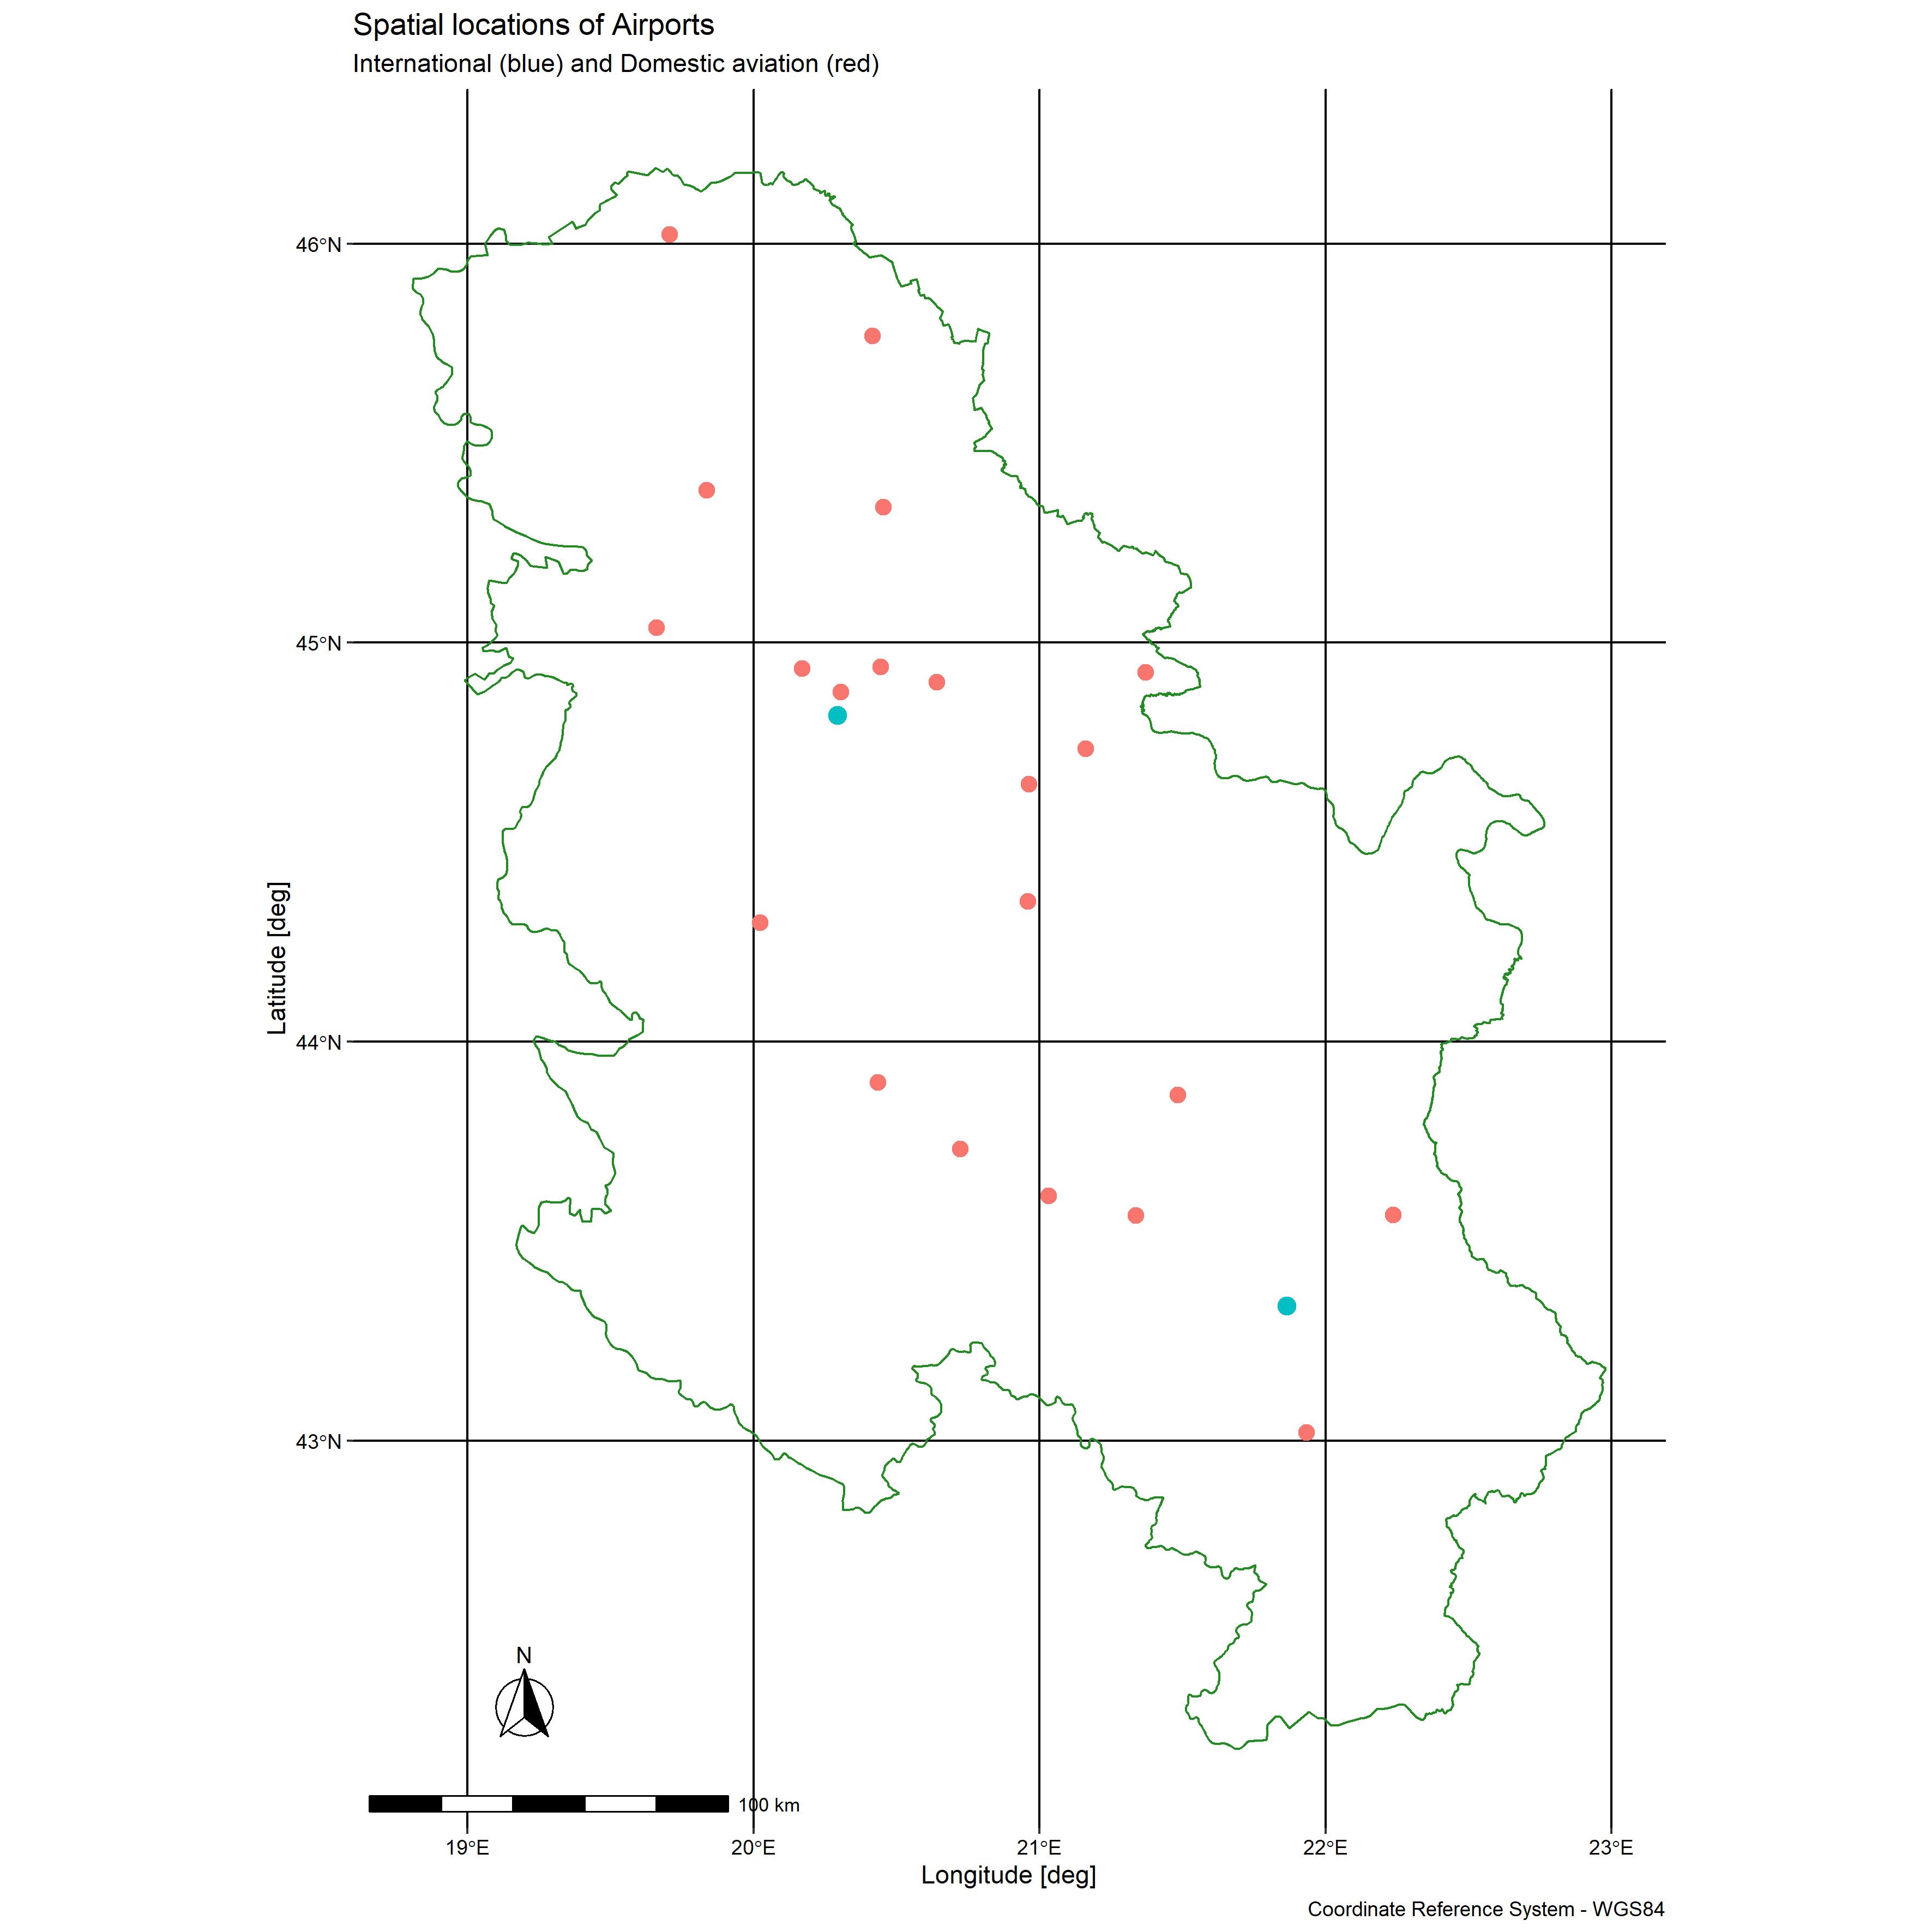 Spatial locations of Airports
International (blue) and Domestic aviation (red)
46°N
45°N
44°N
43°N
Latitude [deg]
N
100 km
19°E 20°E 21°E 22°E 23°E
Longitude [deg]
Coordinate Reference System - WGS84